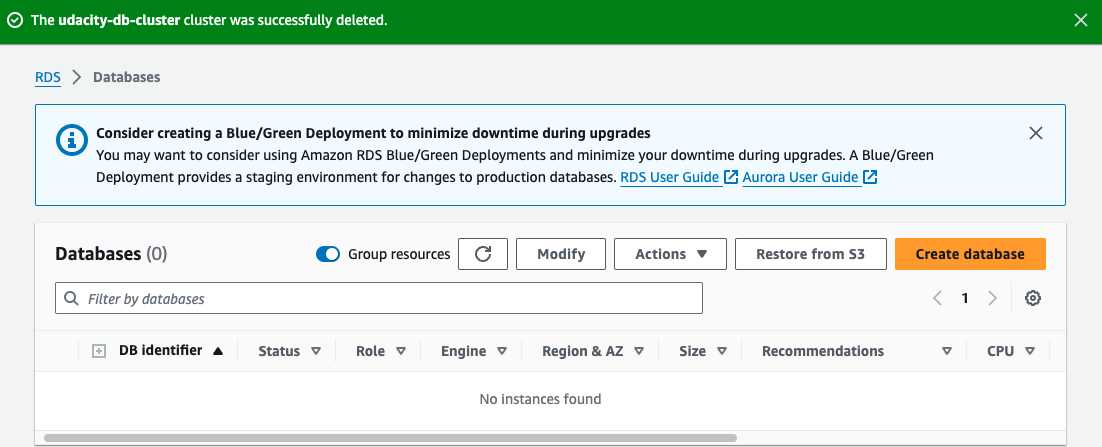 The udacity-db-cluster cluster was successfully deleted.
RDS > Databases
Consider creating a Blue/Green Deployment to minimize downtime during upgrades
You may want to consider using Amazon RDS Blue/Green Deployments and minimize your downtime during upgrades. A Blue/Green
Deployment provides a staging environment for changes to production databases. RDS User Guide Aurora User Guide
Databases (0) Group resources Modify Actions Restore from S3 Create database
Filter by databases 1
DB identifier Status Role Engine Region & AZ Size Recommendations CPU
No instances found